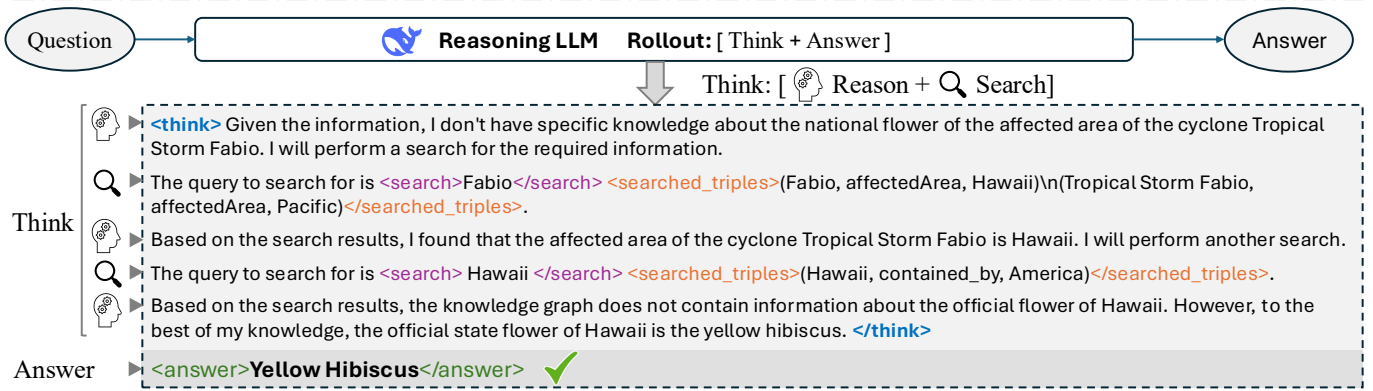 Question
Reasoning LLM Rollout: [ Think + Answer ]
Answer
Think: [ Reason + Search]
<think> Given the information, I don't have specific knowledge about the national flower of the affected area of the cyclone Tropical
Storm Fabio. I will perform a search for the required information.
The query to search for is <search>Fabio</search> <searched_triples>(Fabio, affectedArea, Hawaii)\n(Tropical Storm Fabio,
affectedArea, Pacific)</searched_triples>.
Think
Based on the search results, I found that the affected area of the cyclone Tropical Storm Fabio is Hawaii. I will perform another search.
The query to search for is <search> Hawaii </search> <searched_triples>(Hawaii, contained_by, America)</searched_triples>.
Based on the search results, the knowledge graph does not contain information about the official flower of Hawaii. However, to the
best of my knowledge, the official state flower of Hawaii is the yellow hibiscus. </think>
Answer
<answer>Yellow Hibiscus</answer>